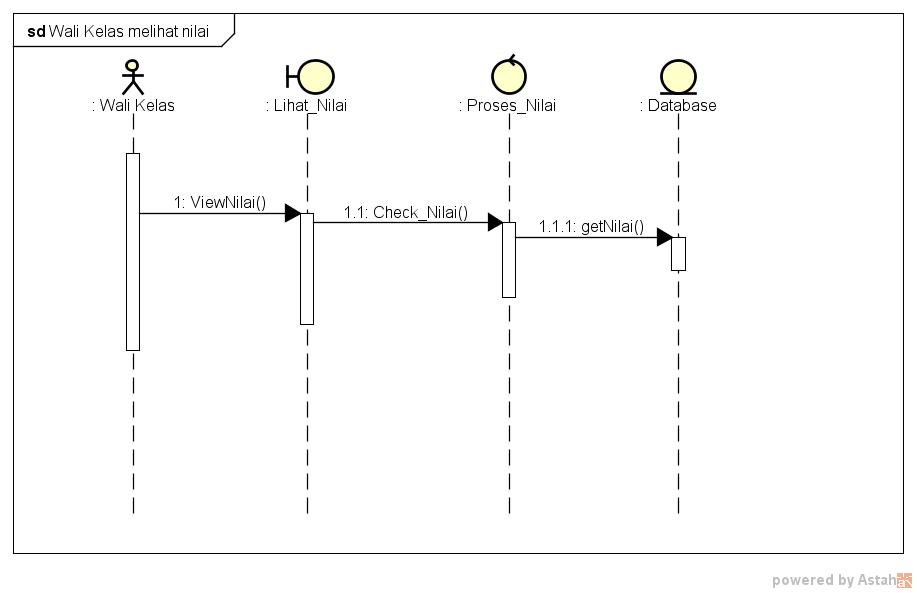 sd Wali Kelas melihat nilai
: Wali Kelas
: Lihat_Nilai
: Proses_Nilai
: Database
1: ViewNilai()
1.1: Check_Nilai()
1.1.1: getNilai()
powered by Astah